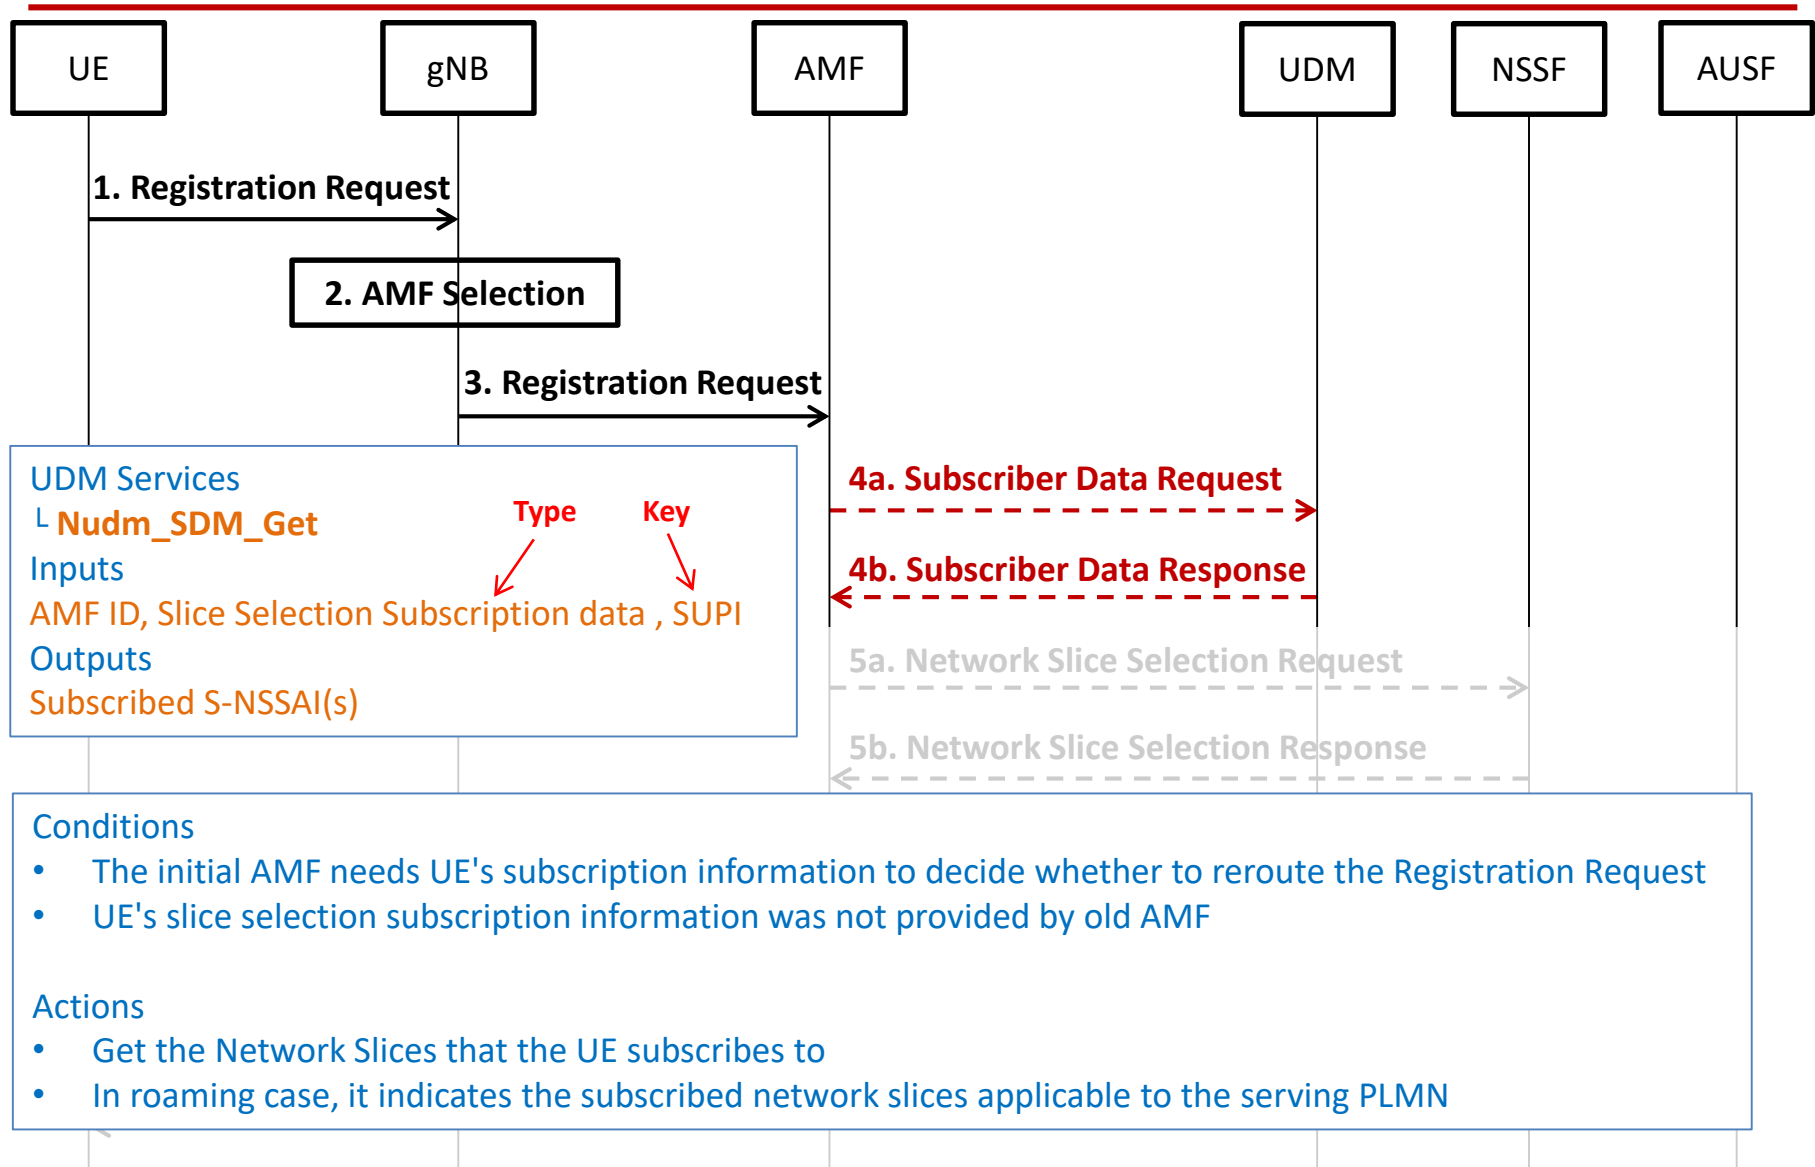 UE
gNB
AMF
UDM
NSSF
AUSF
1. Registration Request
2. AMF Selection
3. Registration Request
UDM Services
└ Nudm_SDM_Get
Type
Key
Inputs
AMF ID, Slice Selection Subscription data , SUPI
Outputs
Subscribed S-NSSAI(s)
4a. Subscriber Data Request
4b. Subscriber Data Response
5a. Network Slice Selection Request
5b. Network Slice Selection Response
Conditions
• The initial AMF needs UE's subscription information to decide whether to reroute the Registration Request
• UE's slice selection subscription information was not provided by old AMF
Actions
• Get the Network Slices that the UE subscribes to
• In roaming case, it indicates the subscribed network slices applicable to the serving PLMN